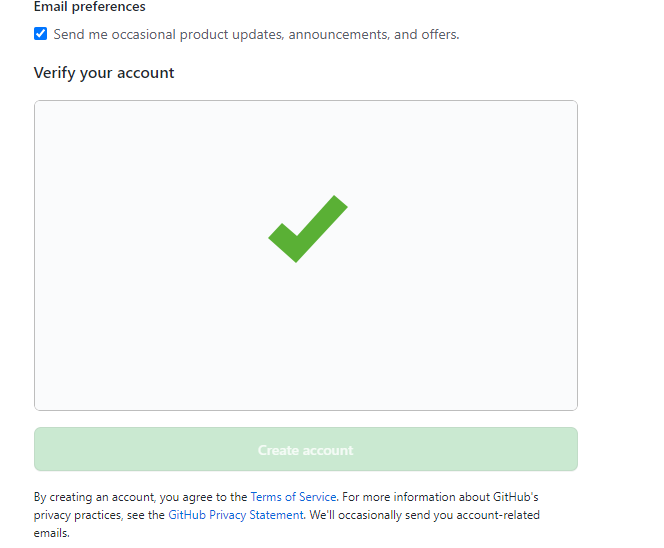 Email preferences
Send me occasional product updates, announcements, and offers.
Verify your account
Create account
By creating an account, you agree to the Terms of Service. For more information about GitHub's
privacy practices, see the GitHub Privacy Statement. We'll occasionally send you account-related
emails.